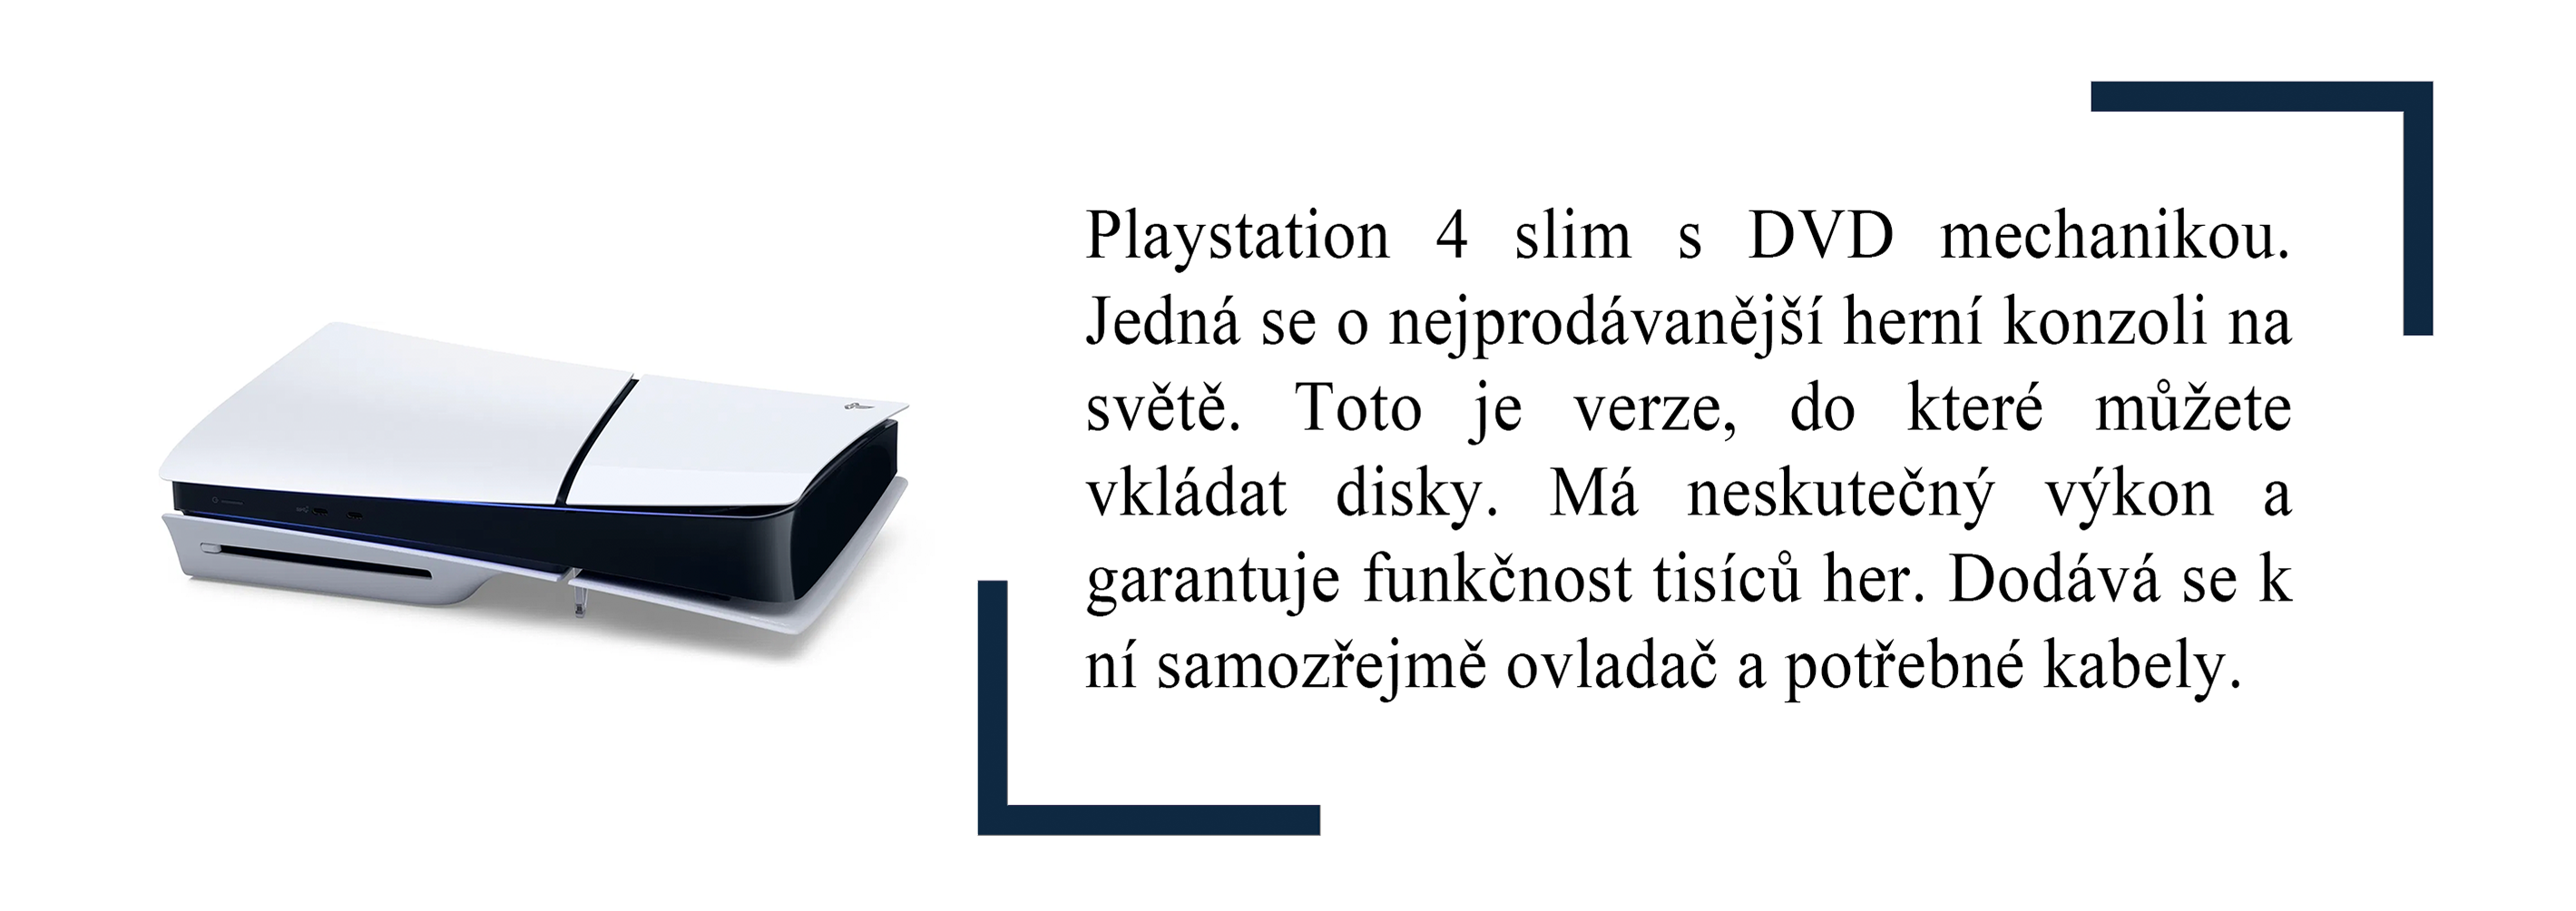 Playstation 4 slim s DVD mechanikou.
Jedná se o nejprodávanější herní konzoli na
světě. Toto je verze, do které můžete
vkládat disky. Má neskutečný výkon a
garantuje funkčnost tisíců her. Dodává se k
ní samozřejmě ovladač a potřebné kabely.